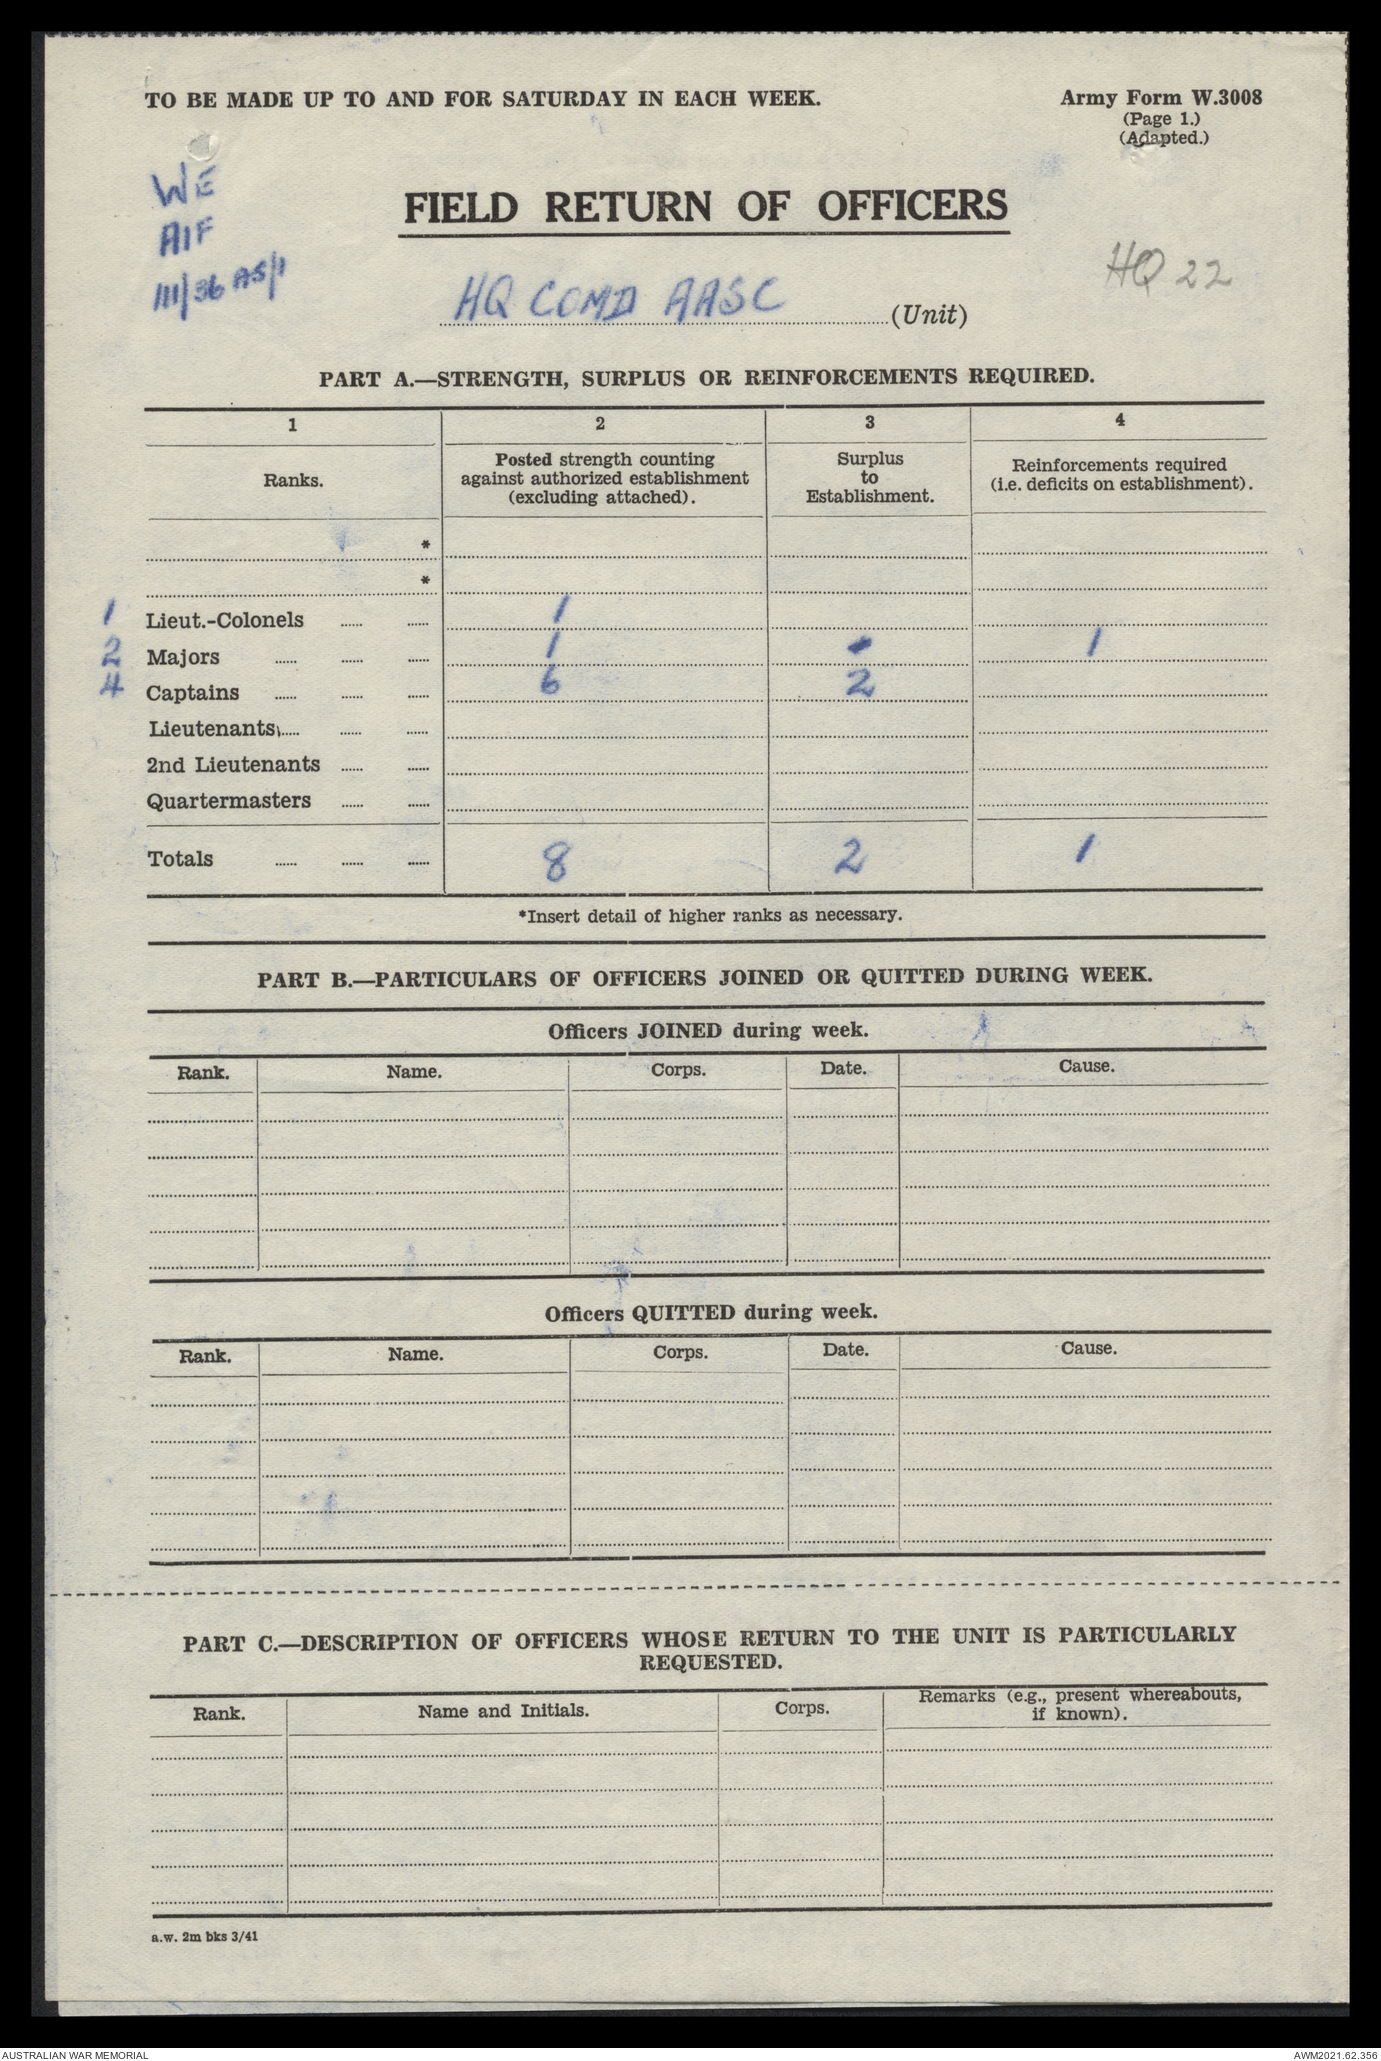 TO BE MADE UP TO AND FOR SATURDAY IN EACH WEEK.
Army Form W.3008
(Page 1.)
(Adapted.)
WE
AIF
III/36 AS/1
FIELD RETURN OF OFFICERS
HQ 22
HQ COMD AASC (Unit)
PART A.—STRENGTH, SURPLUS OR REINFORCEMENTS REQUIRED.
1 2 3 4
Ranks.
Posted strength counting
against authorized establishment
(excluding attached).
Surplus
to
Establishment.
Reinforcements required
(i.e. deficits on establishment).
*
*
1 Lieut.-Colonels ...... ...... 1
2 Majors ...... ...... ...... 1 - 1
4 Captains ...... ...... ...... 6 2
Lieutenants ...... ...... ......
2nd Lieutenants ...... ......
Quartermasters ...... ......
Totals ...... ...... ...... 8 2 1
*Insert detail of higher ranks as necessary.
PART B.—PARTICULARS OF OFFICERS JOINED OR QUITTED DURING WEEK.
Officers JOINED during week.
Rank. Name. Corps. Date. Cause.
Officers QUITTED during week.
Rank. Name. Corps. Date. Cause.
PART C.—DESCRIPTION OF OFFICERS WHOSE RETURN TO THE UNIT IS PARTICULARLY
REQUESTED.
Rank. Name and Initials. Corps. Remarks (e.g., present whereabouts,
if known).
a.w. 2m bks 3/41
AUSTRALIAN WAR MEMORIAL
AWM2021.62.356